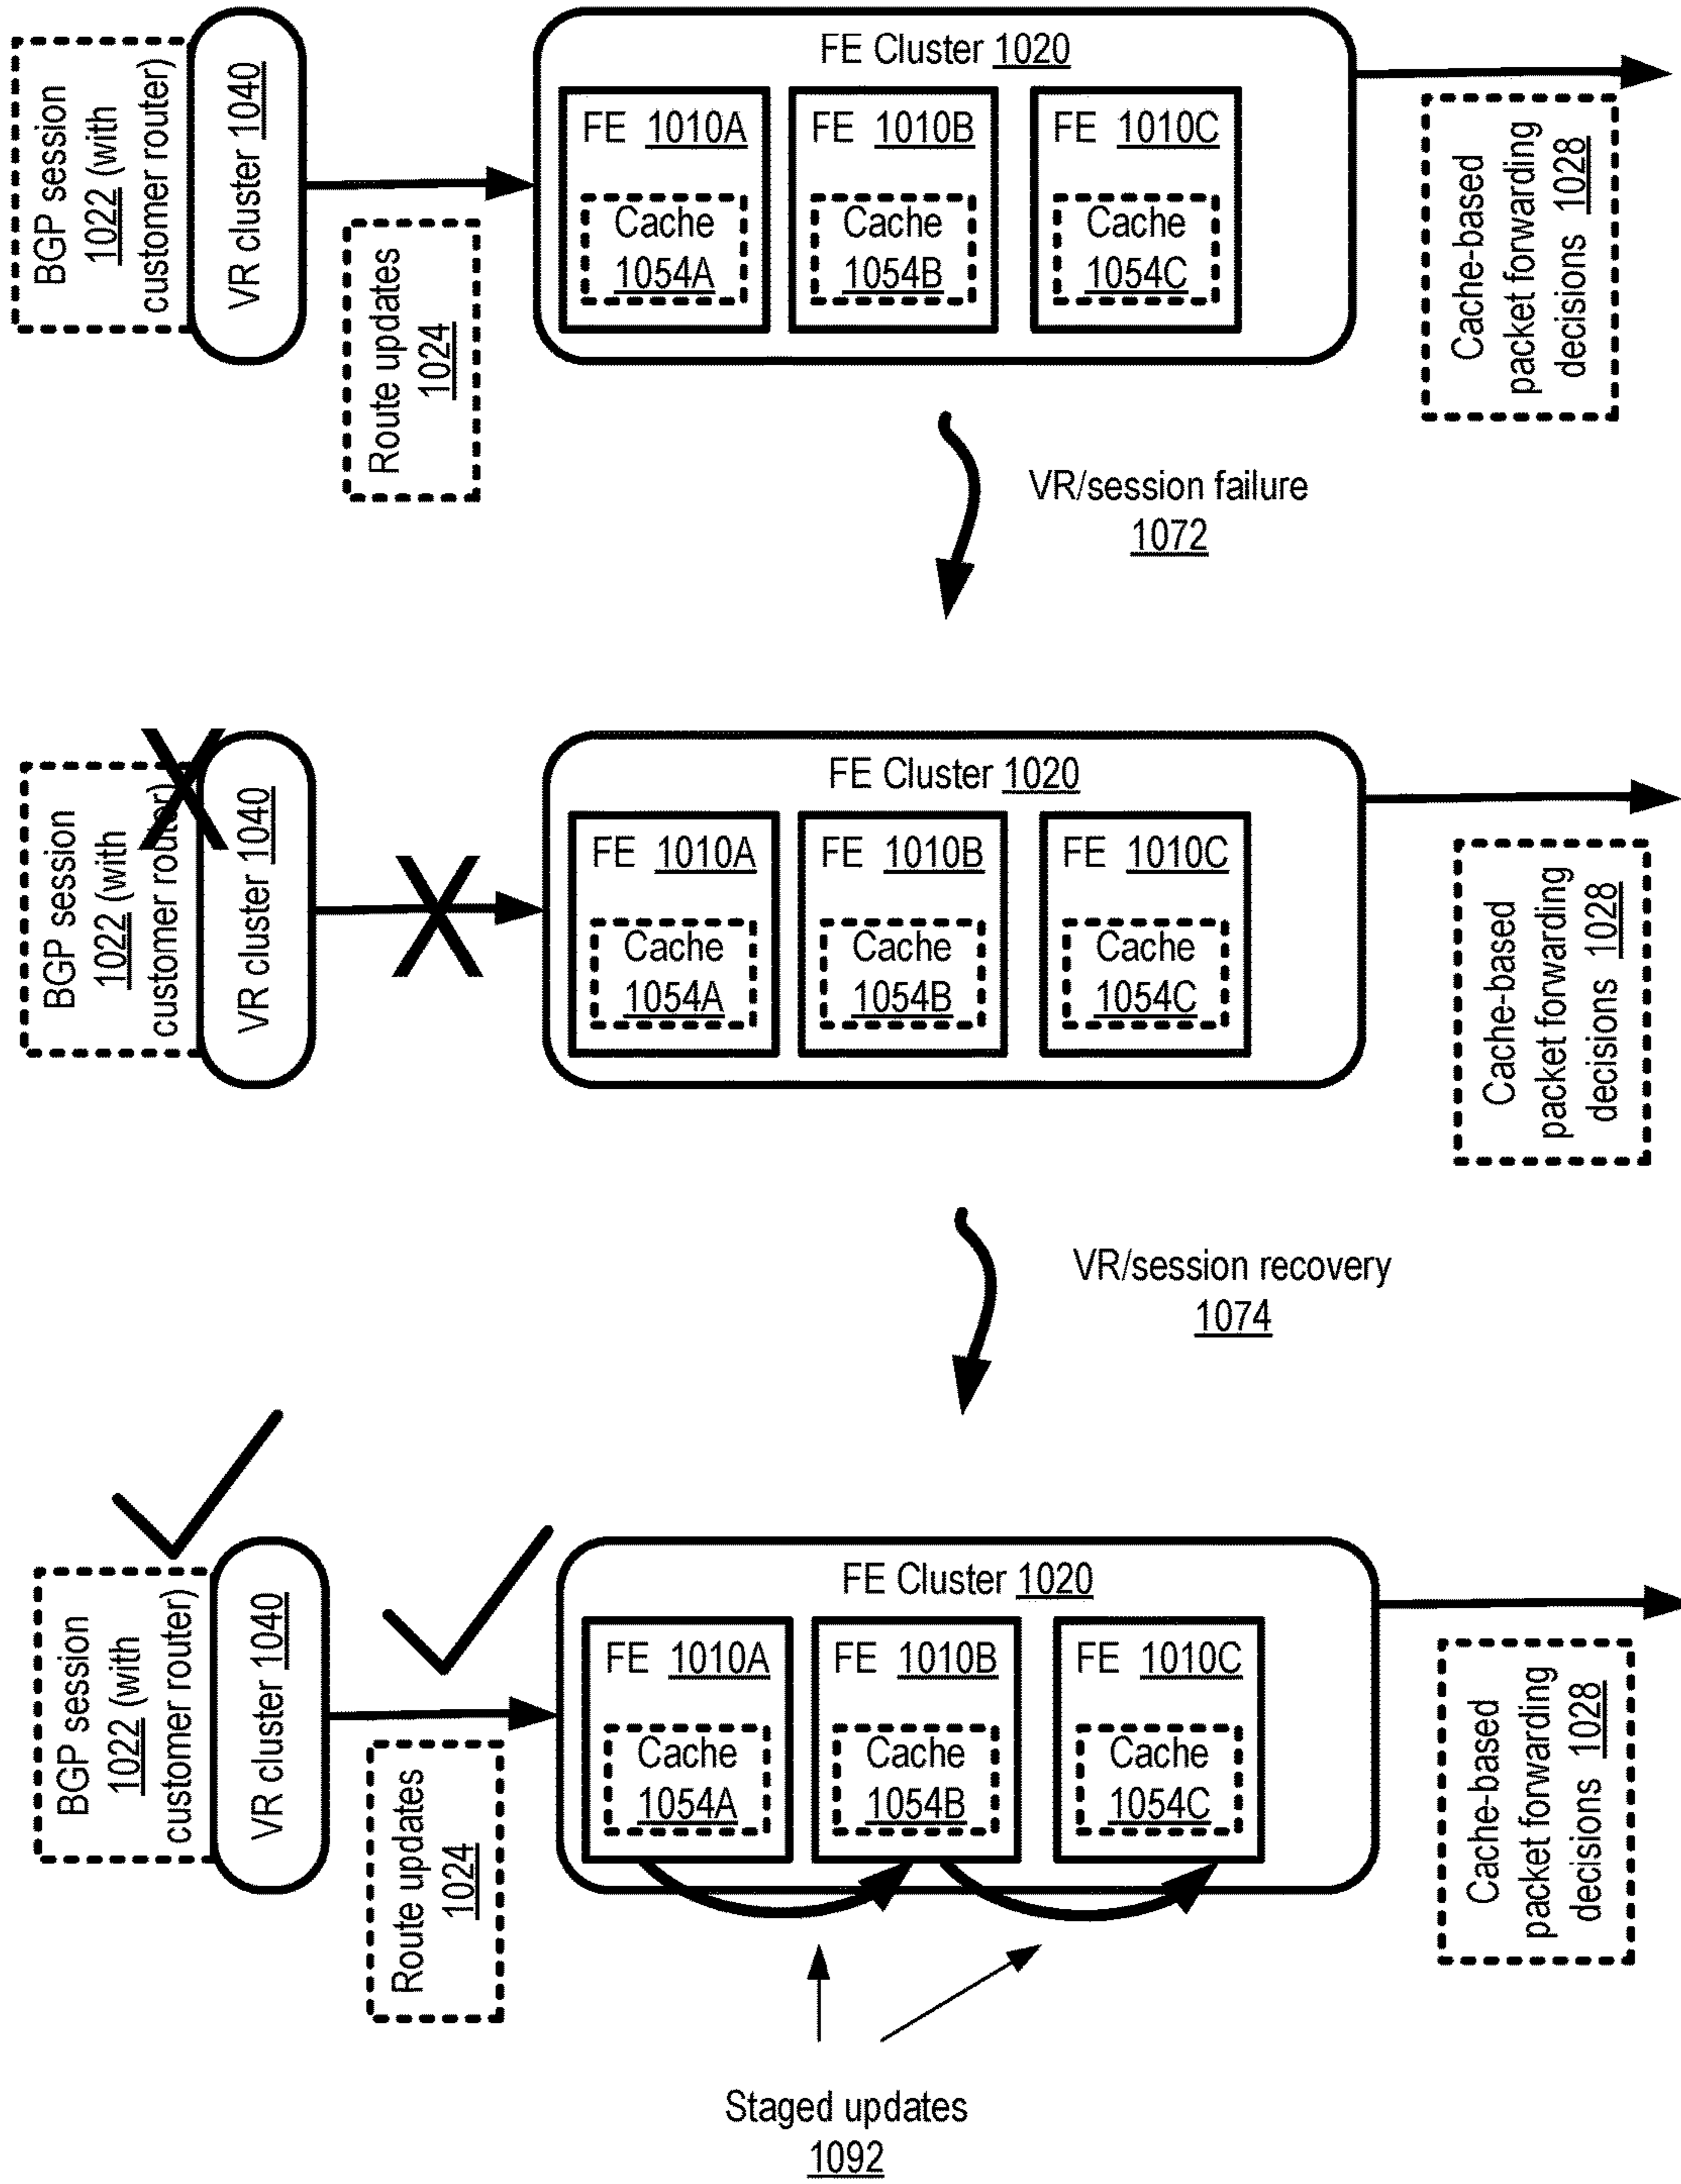 BGP session
1022 (with
customer router)
VR cluster 1040
Route updates
1024
FE Cluster 1020
FE 1010A
Cache
1054A
FE 1010B
Cache
1054B
FE 1010C
Cache
1054C
Cache-based
packet forwarding
decisions 1028
VR/session failure
1072
BGP session
1022 (with
customer router)
VR cluster 1040
FE Cluster 1020
FE 1010A
Cache
1054A
FE 1010B
Cache
1054B
FE 1010C
Cache
1054C
Cache-based
packet forwarding
decisions 1028
VR/session recovery
1074
BGP session
1022 (with
customer router)
VR cluster 1040
Route updates
1024
FE Cluster 1020
FE 1010A
Cache
1054A
FE 1010B
Cache
1054B
FE 1010C
Cache
1054C
Cache-based
packet forwarding
decisions 1028
Staged updates
1092